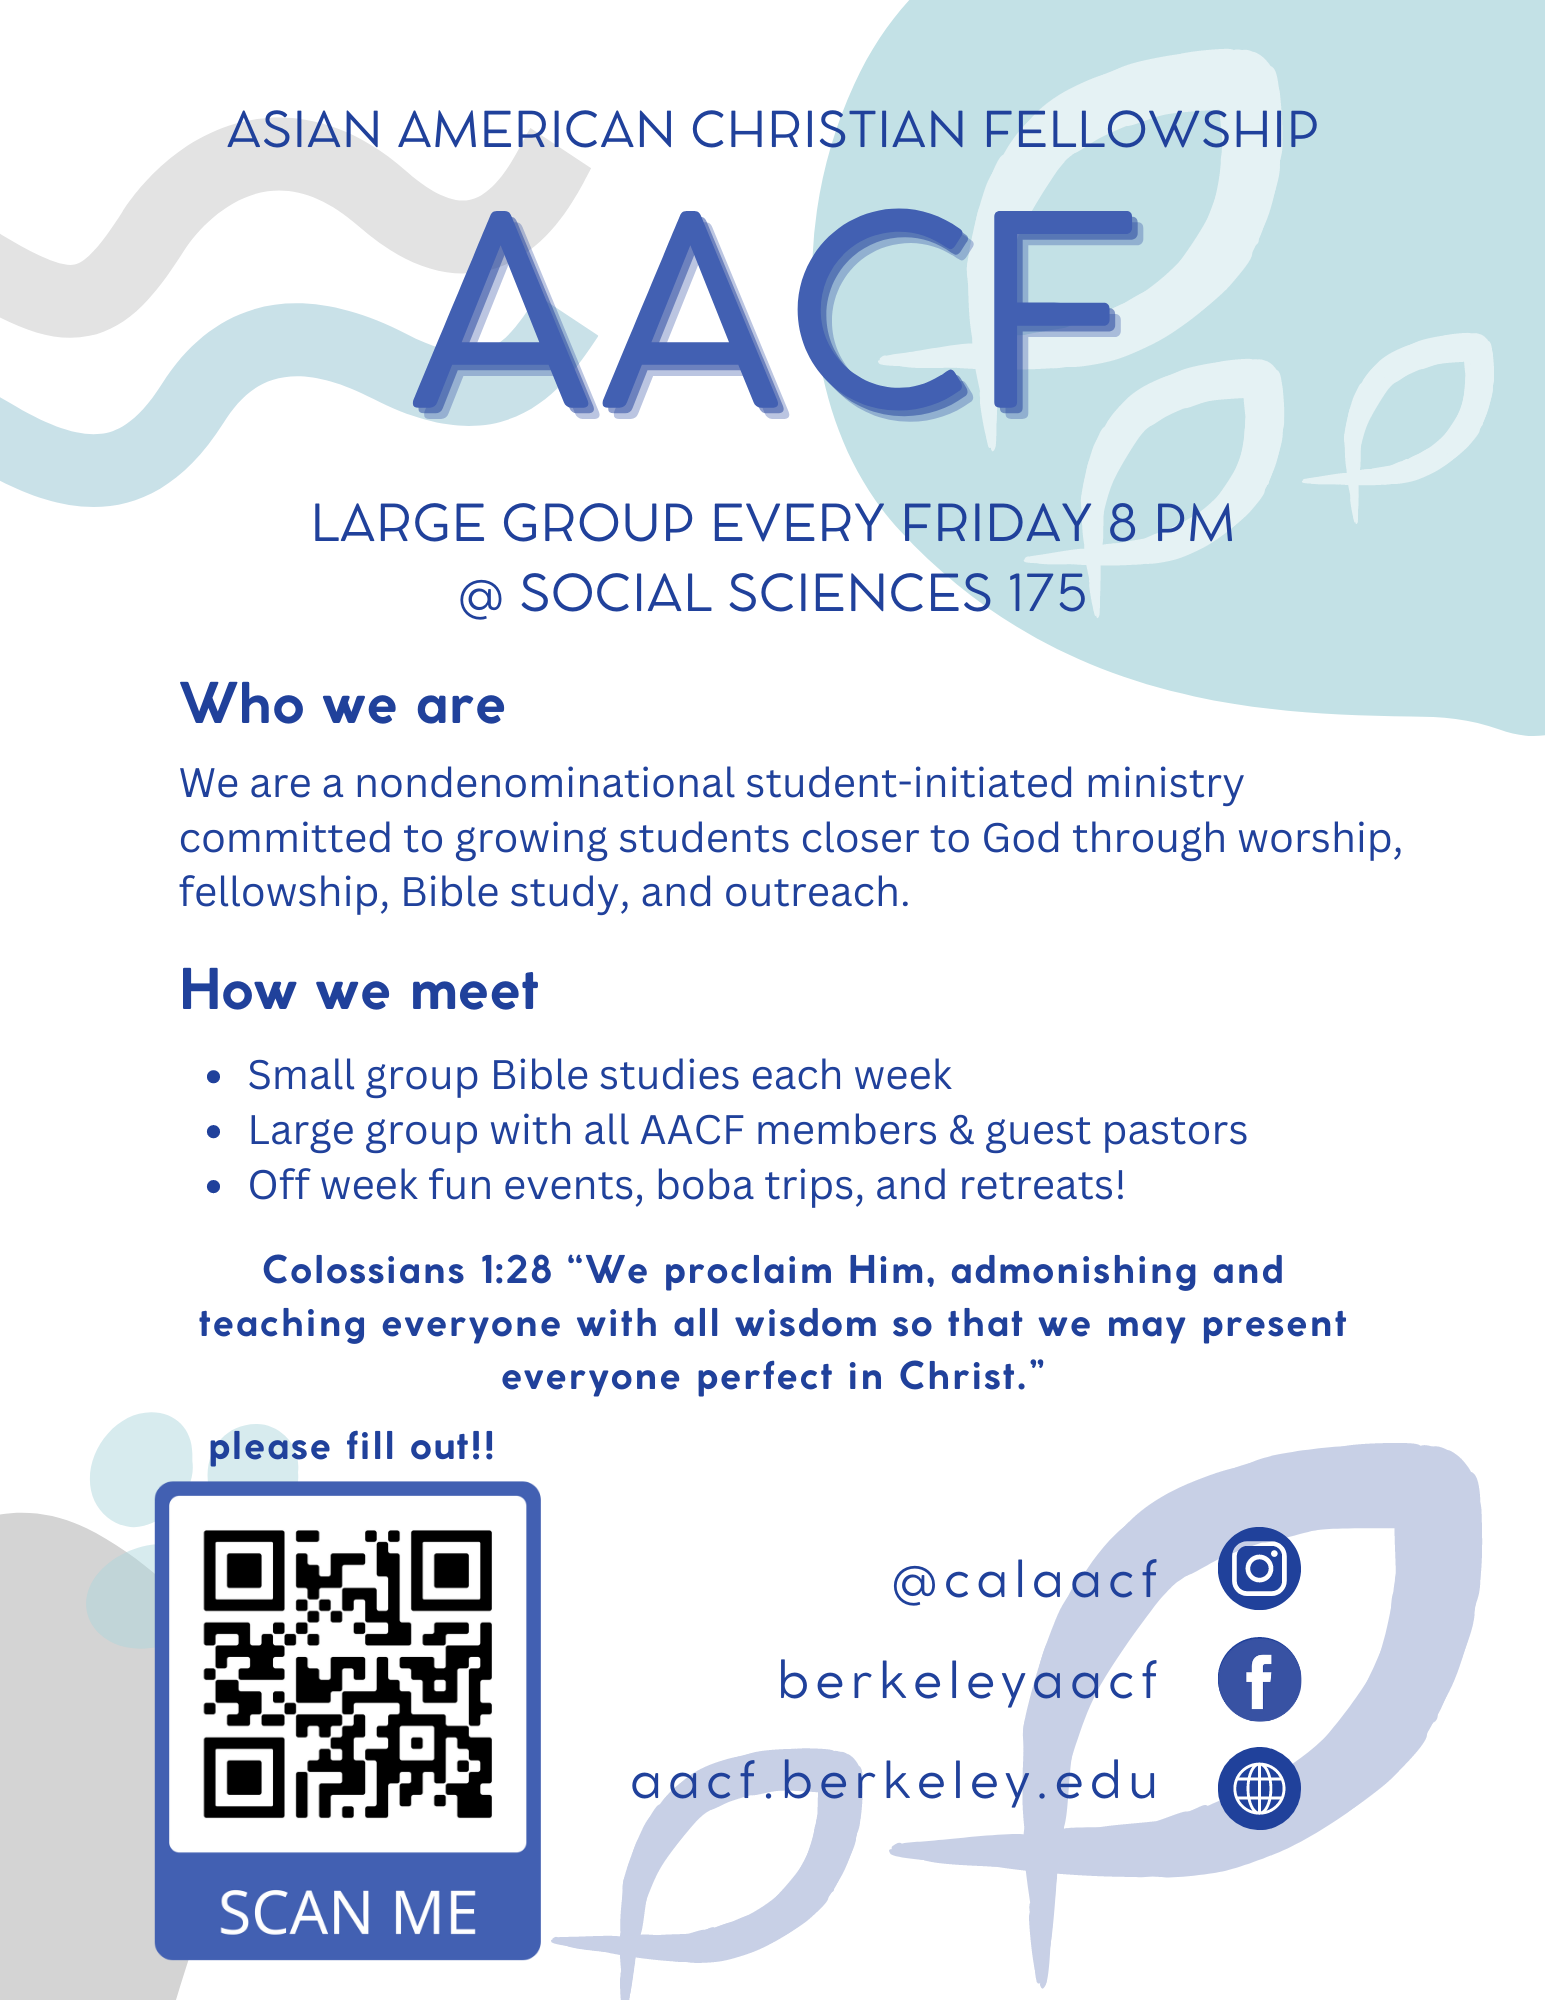 ASIAN AMERICAN CHRISTIAN FELLOWSHIP
AACF
LARGE GROUP EVERY FRIDAY 8 PM
@ SOCIAL SCIENCES 175
Who we are
We are a nondenominational student-initiated ministry
committed to growing students closer to God through worship,
fellowship, Bible study, and outreach.
How we meet
• Small group Bible studies each week
• Large group with all AACF members & guest pastors
• Off week fun events, boba trips, and retreats!
Colossians 1:28 “We proclaim Him, admonishing and
teaching everyone with all wisdom so that we may present
everyone perfect in Christ.”
please fill out!!
SCAN ME
@calaacf
berkeleyaacf
aacf.berkeley.edu